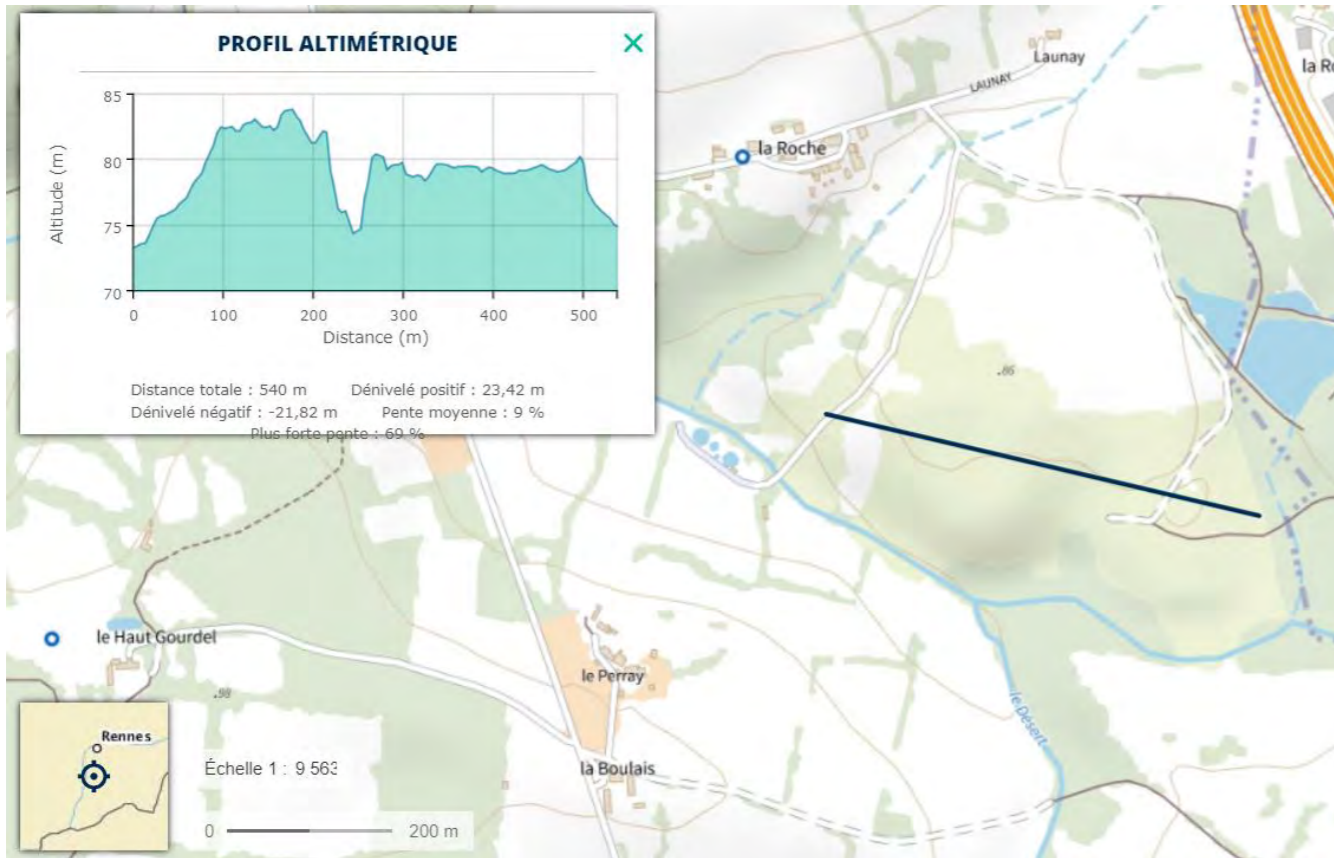 PROFIL ALTIMÉTRIQUE
85
80
75
70
Altitude (m)
0 100 200 300 400 500
Distance (m)
Distance totale : 540 m Dénivelé positif : 23,42 m
Dénivelé négatif : -21,82 m Pente moyenne : 9 %
Plus forte pente : 69 %
Launay
LAUNAY
la Roche
.86
le Haut Gourdel
.98
le Perray
le Désert
la Boulais
Rennes
Échelle 1 : 9 563
0 200 m